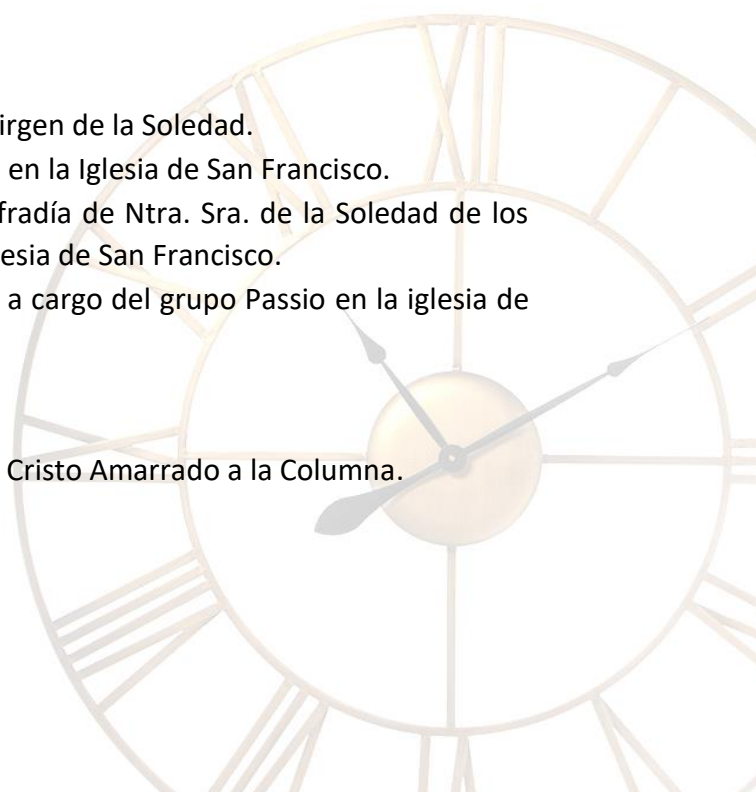 irgen de la Soledad.
en la Iglesia de San Francisco.
fradía de Ntra. Sra. de la Soledad de los
lesia de San Francisco.
a cargo del grupo Passio en la iglesia de
Cristo Amarrado a la Columna.